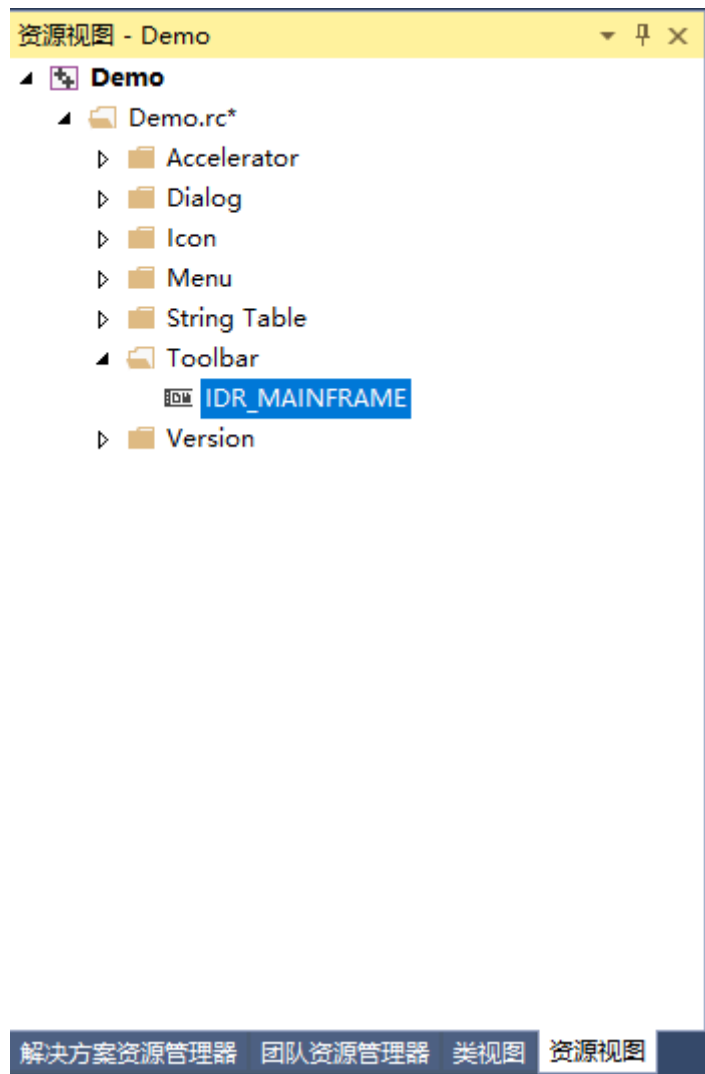 资源视图 - Demo
Demo
Demo.rc*
Accelerator
Dialog
Icon
Menu
String Table
Toolbar
IDR_MAINFRAME
Version
解决方案资源管理器 团队资源管理器 类视图 资源视图